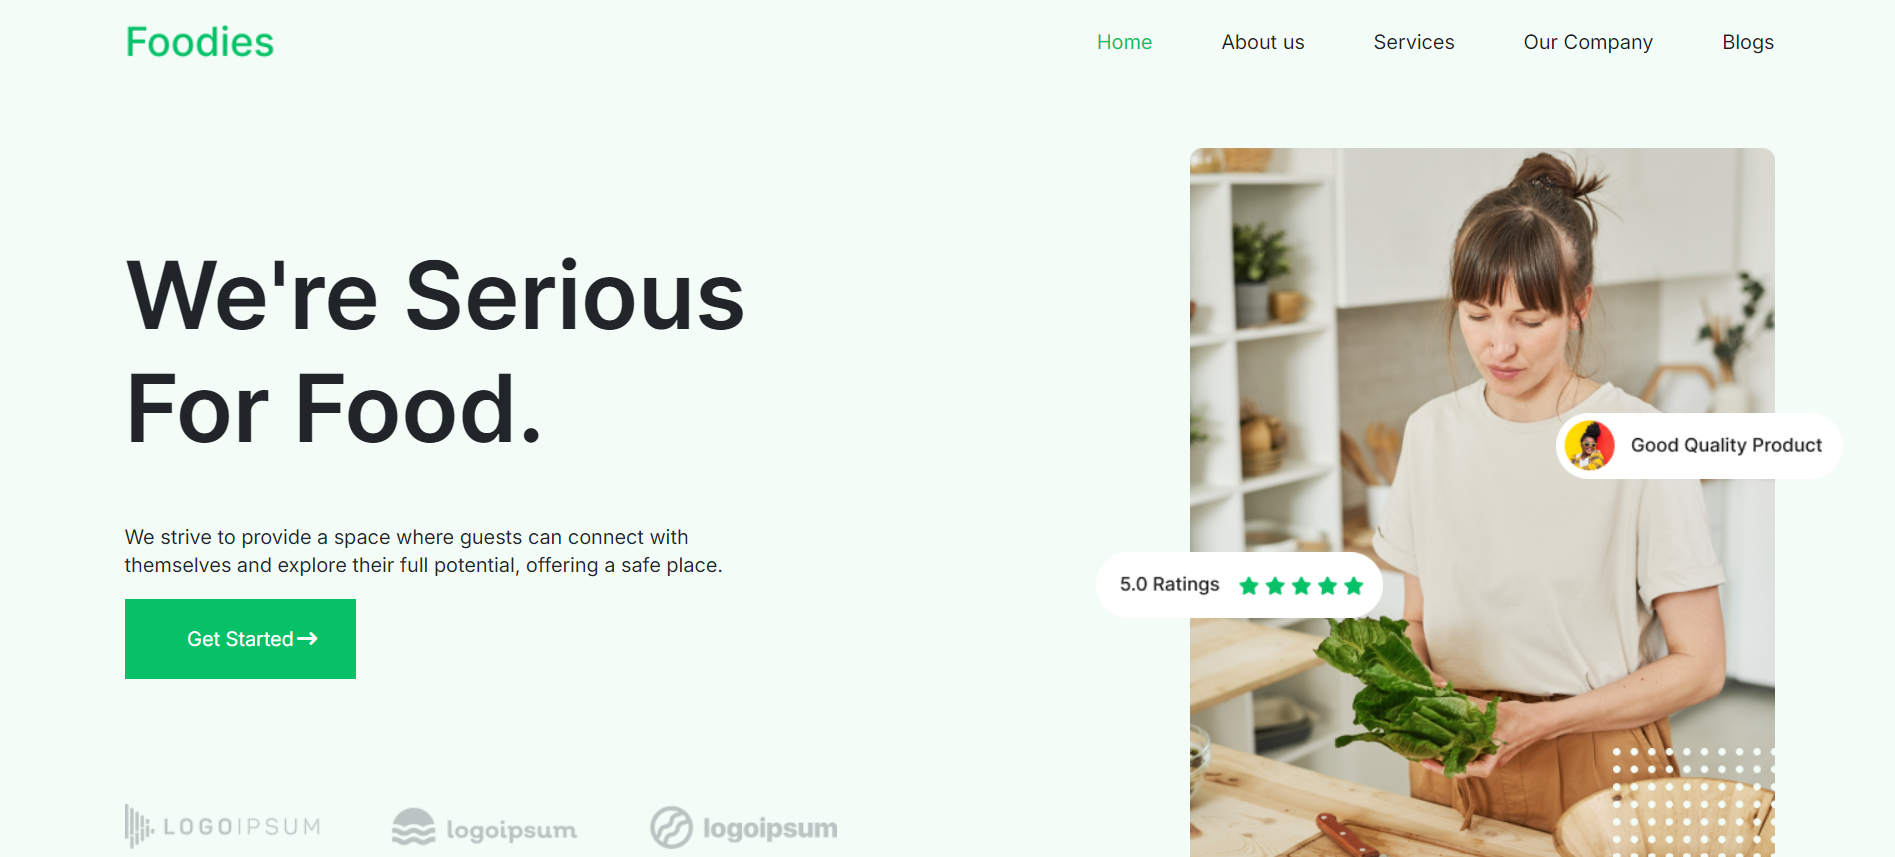 Foodies
Home
About us
Services
Our Company
Blogs
We're Serious
For Food.
Good Quality Product
We strive to provide a space where guests can connect with
themselves and explore their full potential, offering a safe place.
5.0 Ratings
Get Started
LOGOIPSUM
logoipsum
logoipsum